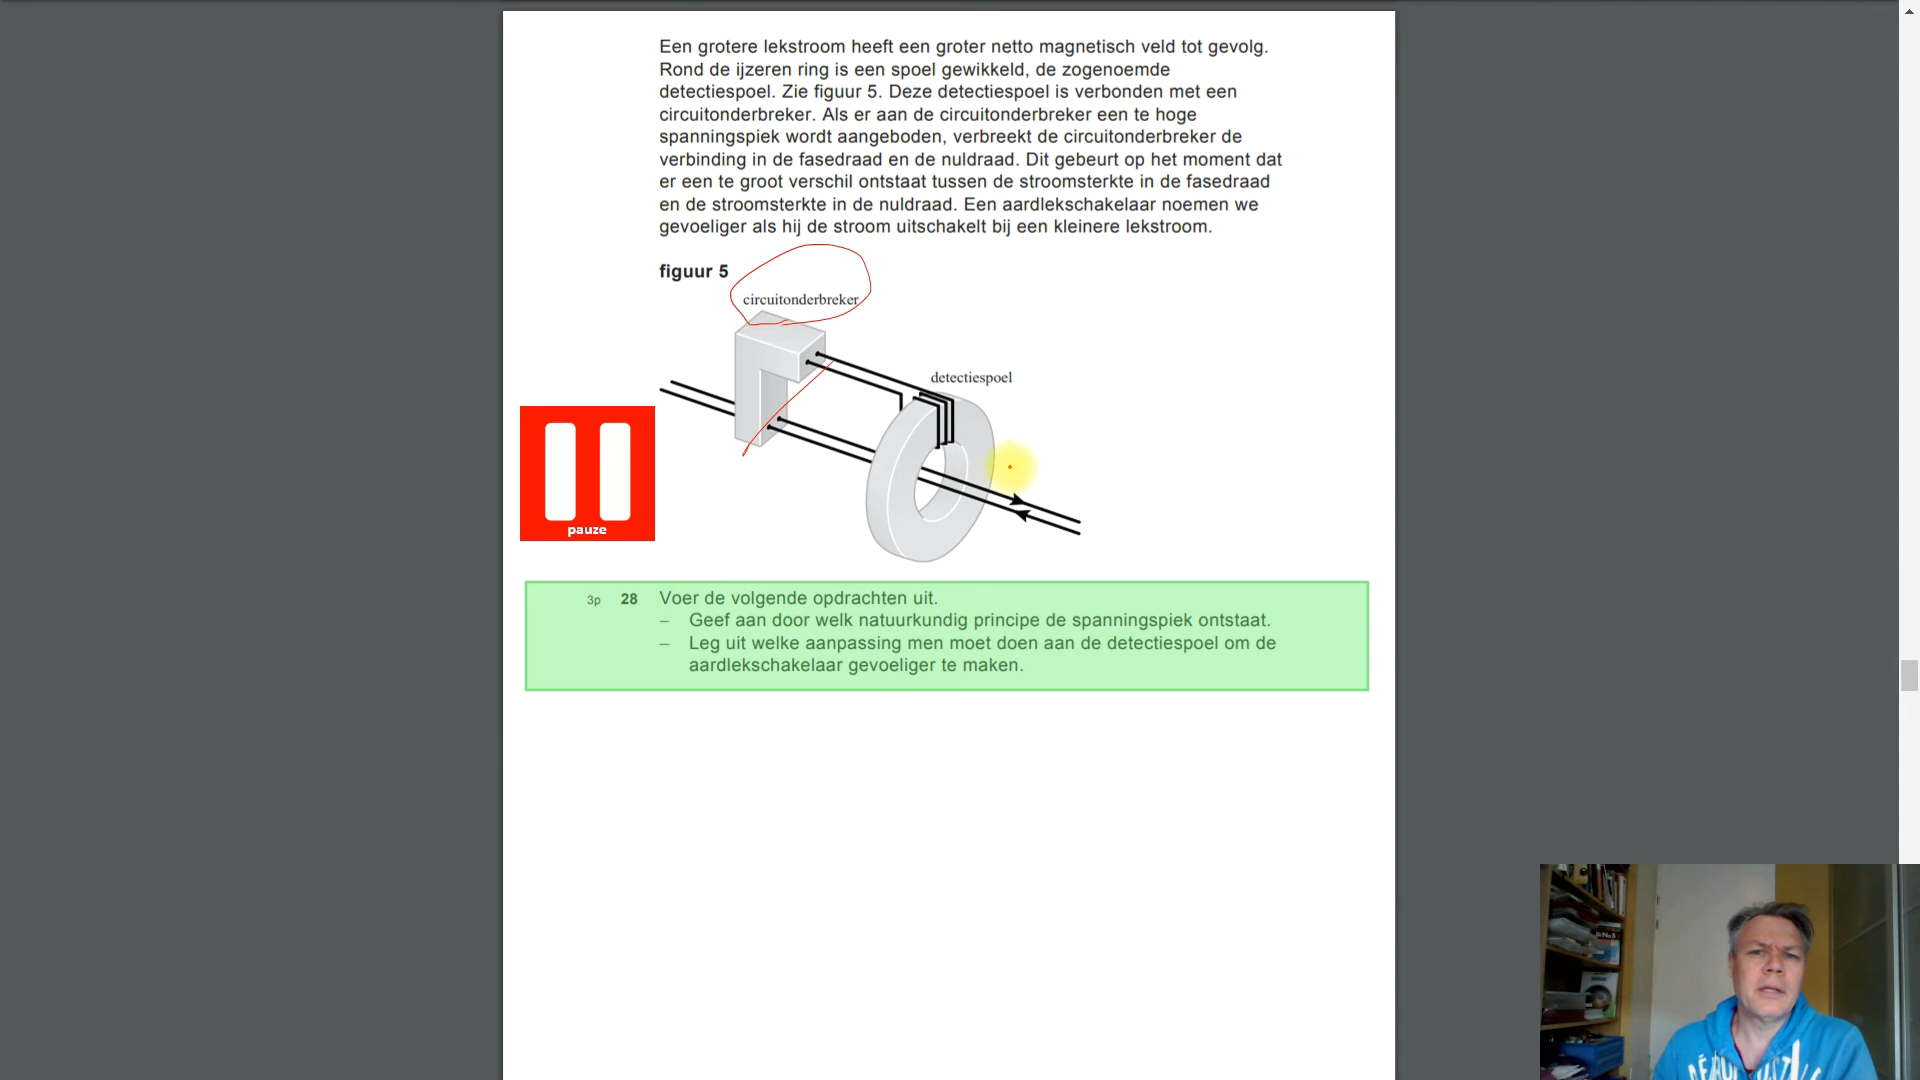 Een grotere lekstroom heeft een groter netto magnetisch veld tot gevolg.
Rond de ijzeren ring is een spoel gewikkeld, de zogenoemde
detectiespoel. Zie figuur 5. Deze detectiespoel is verbonden met een
circuitonderbreker. Als er aan de circuitonderbreker een te hoge
spanningspiek wordt aangeboden, verbreekt de circuitonderbreker de
verbinding in de fasedraad en de nuldraad. Dit gebeurt op het moment dat
er een te groot verschil ontstaat tussen de stroomsterkte in de fasedraad
en de stroomsterkte in de nuldraad. Een aardlekschakelaar noemen we
gevoeliger als hij de stroom uitschakelt bij een kleinere lekstroom.
figuur 5
circuitonderbreker
detectiespoel
pauze
3p 28 Voer de volgende opdrachten uit.
– Geef aan door welk natuurkundig principe de spanningspiek ontstaat.
– Leg uit welke aanpassing men moet doen aan de detectiespoel om de
aardlekschakelaar gevoeliger te maken.